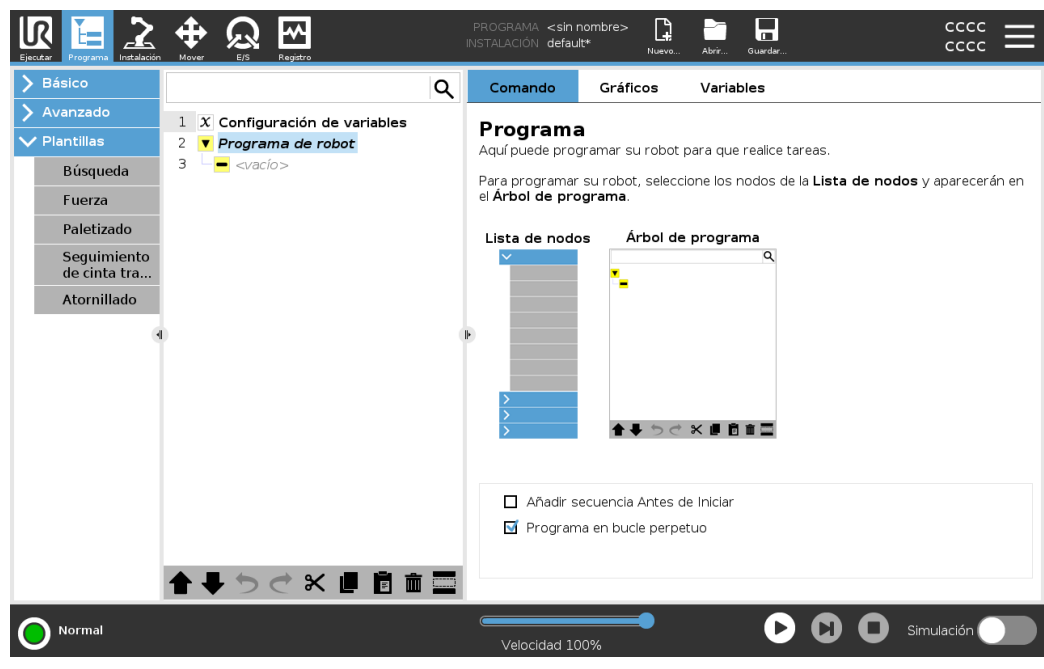 UR
PROGRAMA <sin nombre>
INSTALACIÓN default*
CCCC
CCCC
Ejecutar Programa Instalación Mover E/S Registro Nuevo... Abrir... Guardar...
Básico
Avanzado
Plantillas
Búsqueda
Fuerza
Paletizado
Seguimiento
de cinta tra...
Atornillado
1 X Configuración de variables
2 Programa de robot
3 <vacío>
Comando Gráficos Variables
Programa
Aquí puede programar su robot para que realice tareas.
Para programar su robot, seleccione los nodos de la Lista de nodos y aparecerán en
el Árbol de programa.
Lista de nodos Árbol de programa
Añadir secuencia Antes de Iniciar
Programa en bucle perpetuo
Normal
Velocidad 100%
Simulación